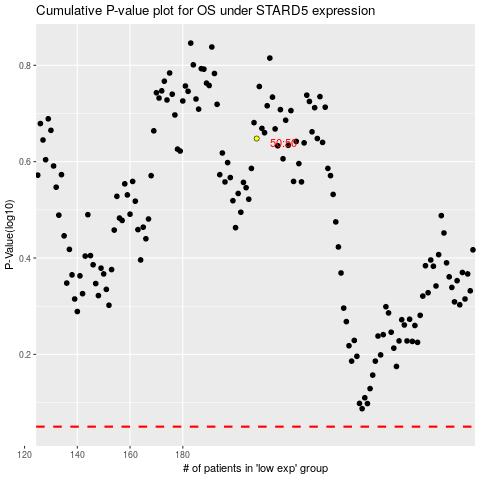 Cumulative P-value plot for OS under STARD5 expression
P-Value(log10)
0.8
0.6
0.4
0.2
50:50
120 140 160 180
# of patients in 'low exp' group